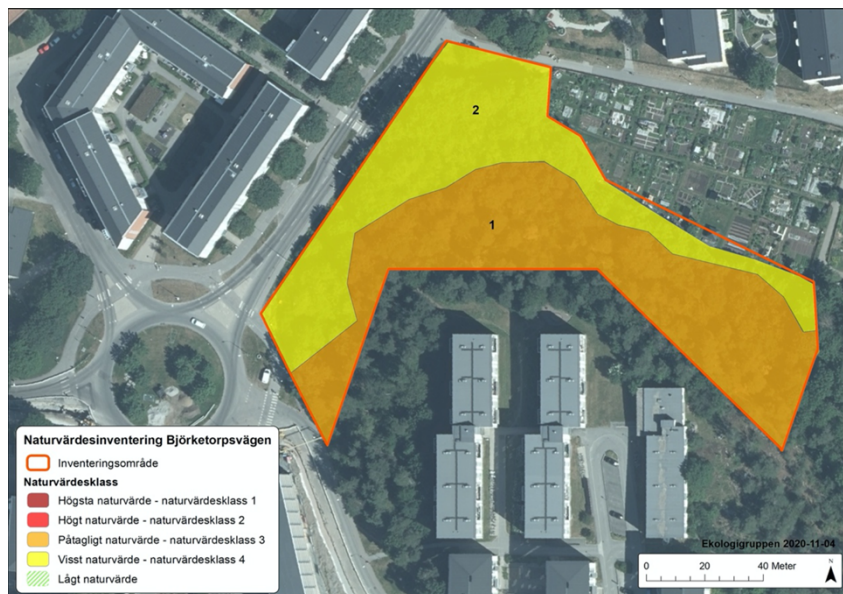 2
1
Naturvärdesinventering Björketorpsvägen
Inventeringsområde
Naturvärdesklass
Högsta naturvärde - naturvärdesklass 1
Högt naturvärde - naturvärdesklass 2
Påtagligt naturvärde - naturvärdesklass 3
Visst naturvärde - naturvärdesklass 4
Lågt naturvärde
Ekologigruppen 2020-11-04
0 20 40 Meter
N